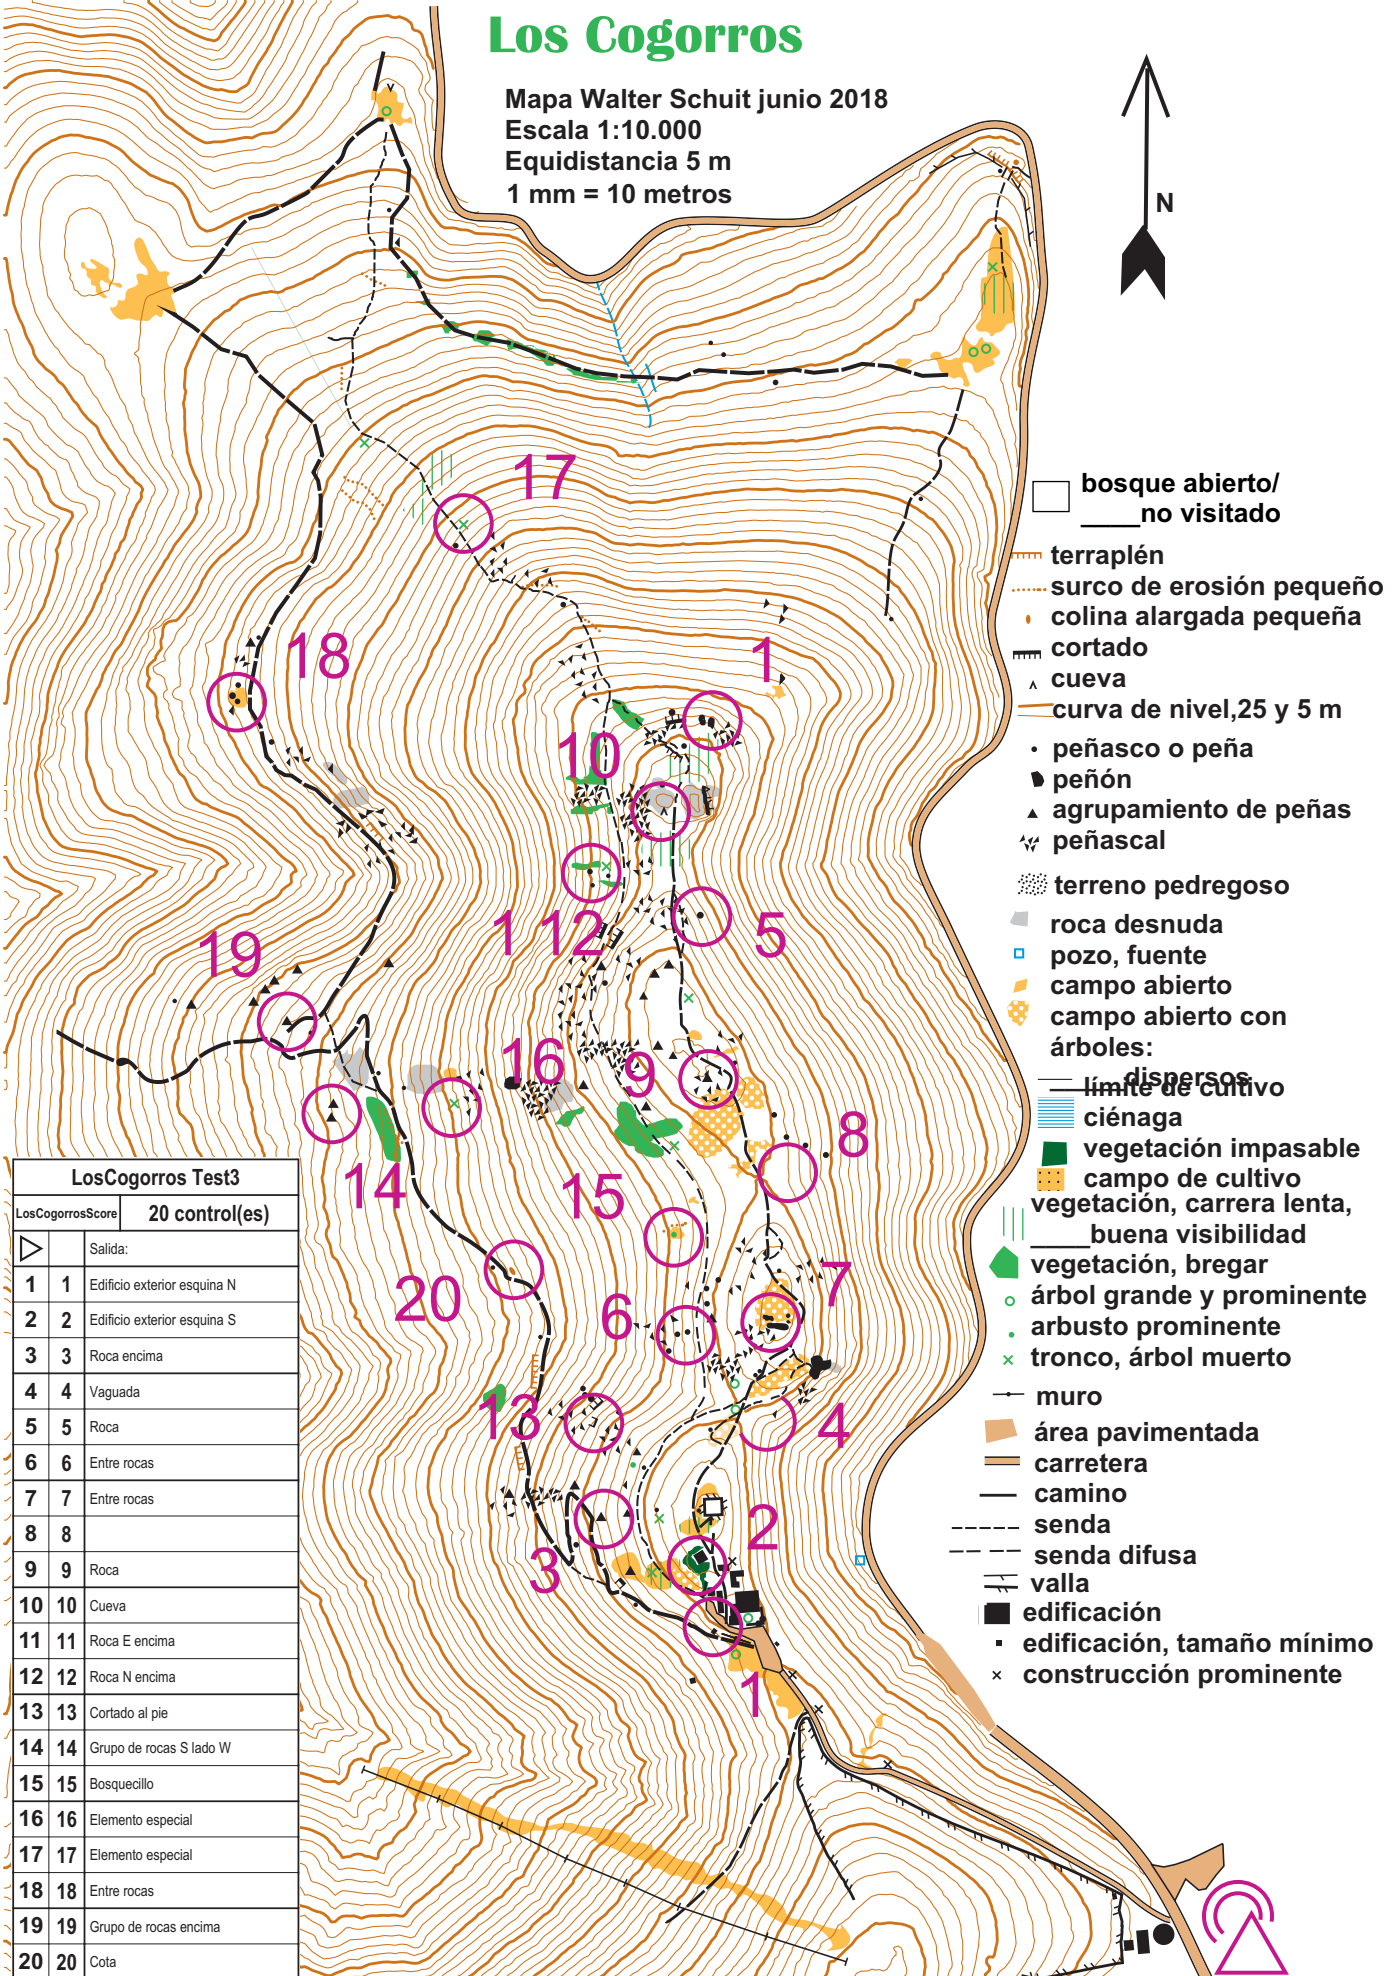 Los Cogorros
Mapa Walter Schuit junio 2018
Escala 1:10.000
Equidistancia 5 m
1 mm = 10 metros
N
17
18
1
10
1 12
5
19
16
9
8
14
15
20
6
7
13
4
3
2
1
bosque abierto/
____no visitado
terraplén
surco de erosión pequeño
colina alargada pequeña
cortado
cueva
curva de nivel,25 y 5 m
peñasco o peña
peñón
agrupamiento de peñas
peñascal
terreno pedregoso
roca desnuda
pozo, fuente
campo abierto
campo abierto con
árboles:
dispersos
límite de cultivo
ciénaga
vegetación impasable
campo de cultivo
vegetación, carrera lenta,
____buena visibilidad
vegetación, bregar
árbol grande y prominente
arbusto prominente
tronco, árbol muerto
muro
área pavimentada
carretera
camino
senda
senda difusa
valla
edificación
edificación, tamaño mínimo
construcción prominente
LosCogorros Test3
LosCogorrosScore 20 control(es)
Salida:
1 1 Edificio exterior esquina N
2 2 Edificio exterior esquina S
3 3 Roca encima
4 4 Vaguada
5 5 Roca
6 6 Entre rocas
7 7 Entre rocas
8 8
9 9 Roca
10 10 Cueva
11 11 Roca E encima
12 12 Roca N encima
13 13 Cortado al pie
14 14 Grupo de rocas S lado W
15 15 Bosquecillo
16 16 Elemento especial
17 17 Elemento especial
18 18 Entre rocas
19 19 Grupo de rocas encima
20 20 Cota